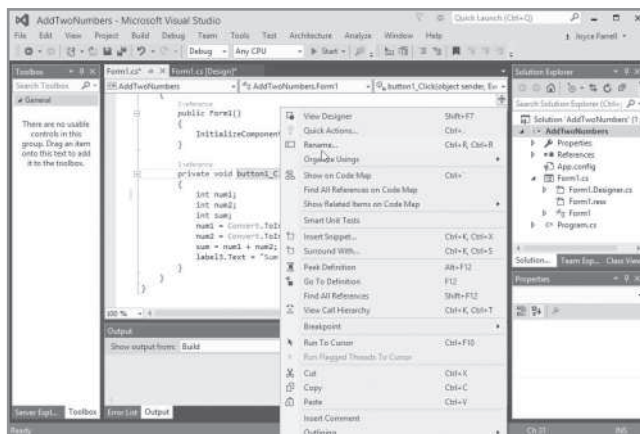 AddTwoNumbers - Microsoft Visual Studio
Quick Launch (Ctrl+Q)
File Edit View Project Build Debug Team Tools Test Architecture Analyze Window Help
Joyce Farrell
Debug Any CPU Start
Toolbox
Search Toolbox
General
There are no usable
controls in this
group. Drag an item
onto this text to add
it to the toolbox.
Server Expl... Toolbox
Form1.cs* Form1.cs [Design]*
AddTwoNumbers AddTwoNumbers.Form1 button1_Click(object sender, Ev
1 reference
public Form1()
{
InitializeComponent
}
1 reference
private void button1_C
{
int num1;
int num2;
int sum;
num1 = Convert.ToIn
num2 = Convert.ToIn
sum = num1 + num2;
label3.Text = "Sum
}
}
}
100 %
Output
Show output from: Build
Error List Output
View Designer Shift+F7
Quick Actions... Ctrl+.
Rename... Ctrl+R, Ctrl+R
Organize Usings
Show on Code Map Ctrl+
Find All References on Code Map
Show Related Items on Code Map
Smart Unit Tests
Insert Snippet... Ctrl+K, Ctrl+X
Surround With... Ctrl+K, Ctrl+S
Peek Definition Alt+F12
Go To Definition F12
Find All References Shift+F12
View Call Hierarchy Ctrl+K, Ctrl+T
Breakpoint
Run To Cursor Ctrl+F10
Run Flagged Threads To Cursor
Cut Ctrl+X
Copy Ctrl+C
Paste Ctrl+V
Insert Comment
Outlining
Solution Explorer
Search Solution Explorer (Ctrl+;)
Solution 'AddTwoNumbers' (1
AddTwoNumbers
Properties
References
App.config
Form1.cs
Form1.Designer.cs
Form1.resx
Form1
Program.cs
Solution... Team Exp... Class View
Properties
Ready
Ch 31 INS